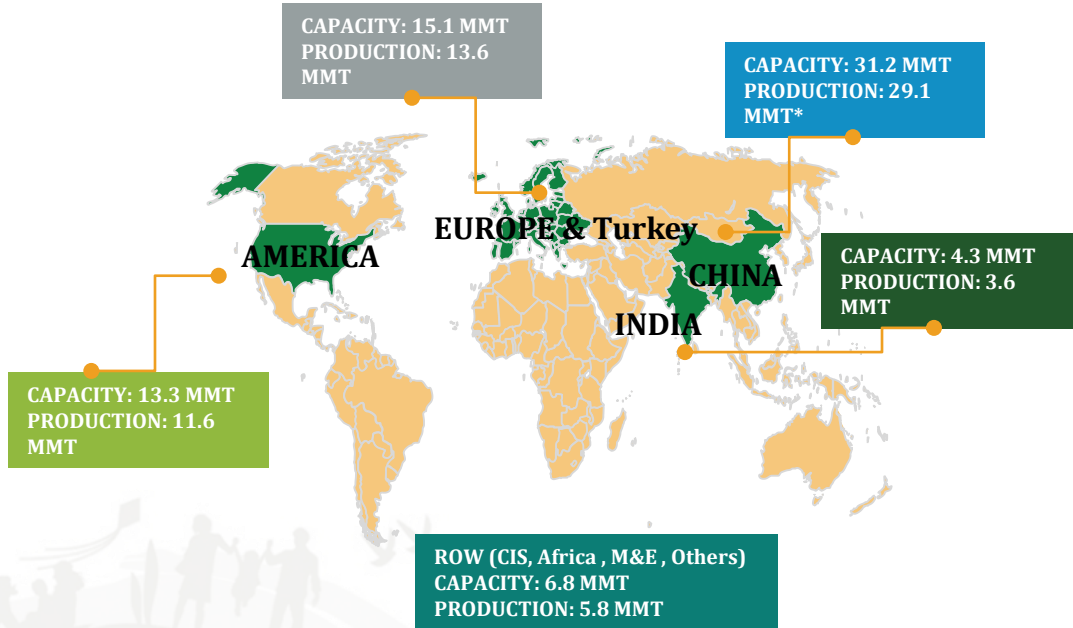 CAPACITY: 15.1 MMT
PRODUCTION: 13.6
MMT
CAPACITY: 31.2 MMT
PRODUCTION: 29.1
MMT*
EUROPE & Turkey
AMERICA
CHINA
CAPACITY: 4.3 MMT
PRODUCTION: 3.6
MMT
INDIA
CAPACITY: 13.3 MMT
PRODUCTION: 11.6
MMT
ROW (CIS, Africa , M&E , Others)
CAPACITY: 6.8 MMT
PRODUCTION: 5.8 MMT